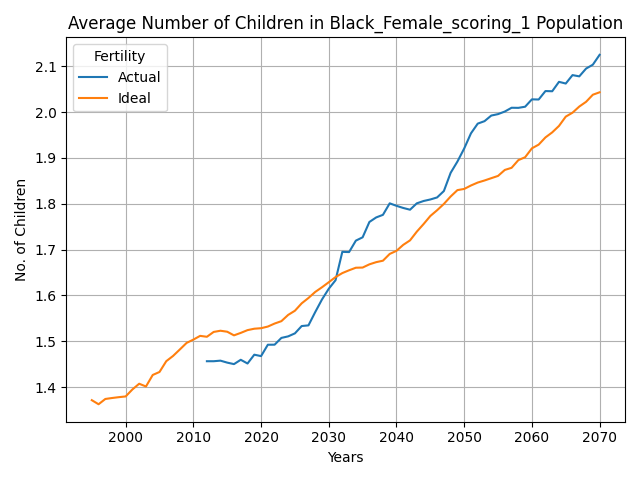 Average Number of Children in Black_Female_scoring_1 Population
Fertility
Actual
Ideal
No. of Children
2.1
2.0
1.9
1.8
1.7
1.6
1.5
1.4
2000 2010 2020 2030 2040 2050 2060 2070
Years